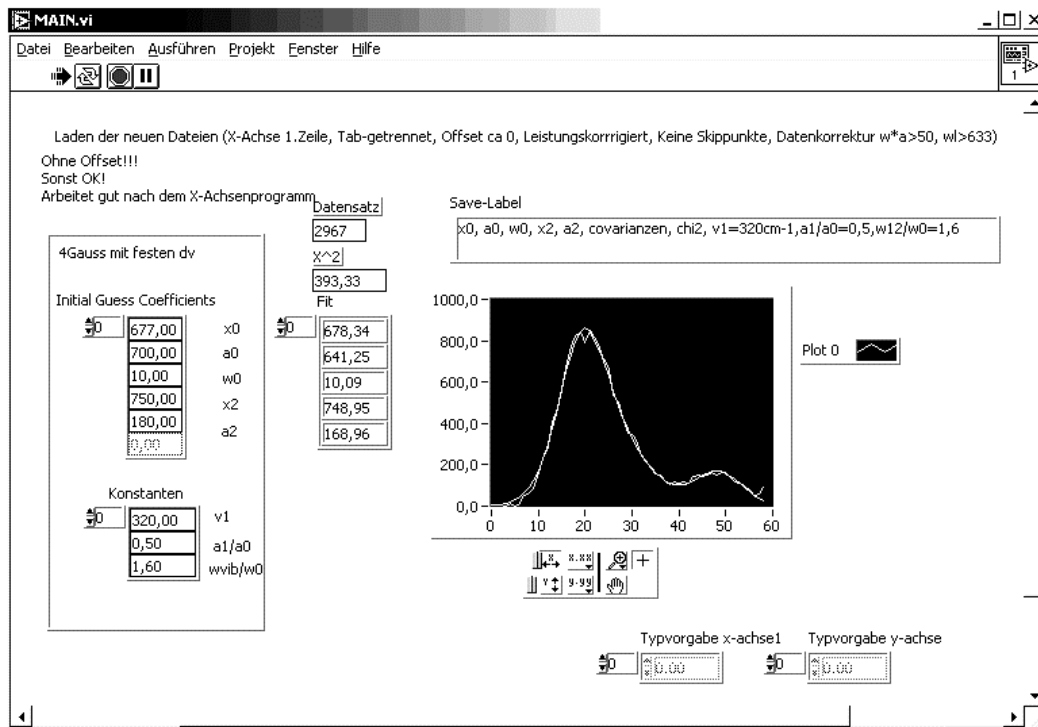 MAIN.vi
Datei Bearbeiten Ausführen Projekt Fenster Hilfe
1
Laden der neuen Dateien (X-Achse 1.Zeile, Tab-getrennet, Offset ca 0, Leistungskorrrigiert, Keine Skippunkte, Datenkorrektur w*a>50, wl>633)
Ohne Offset!!!
Sonst OK!
Arbeitet gut nach dem X-Achsenprogramm
Datensatz
2967
X^2
393,33
Save-Label
x0, a0, w0, x2, a2, covarianzen, chi2, v1=320cm-1,a1/a0=0,5,w12/w0=1,6
4Gauss mit festen dv
Initial Guess Coefficients
0
677,00 x0
700,00 a0
10,00 w0
750,00 x2
180,00 a2
0,00
Fit
0
678,34
641,25
10,09
748,95
168,96
Konstanten
0
320,00 v1
0,50 a1/a0
1,60 wvib/w0
1000,0
800,0
600,0
400,0
200,0
0,0
0 10 20 30 40 50 60
Plot 0
X X.XX
Y Y.YY
Typvorgabe x-achse1 Typvorgabe y-achse
0 0.00 0 0.00